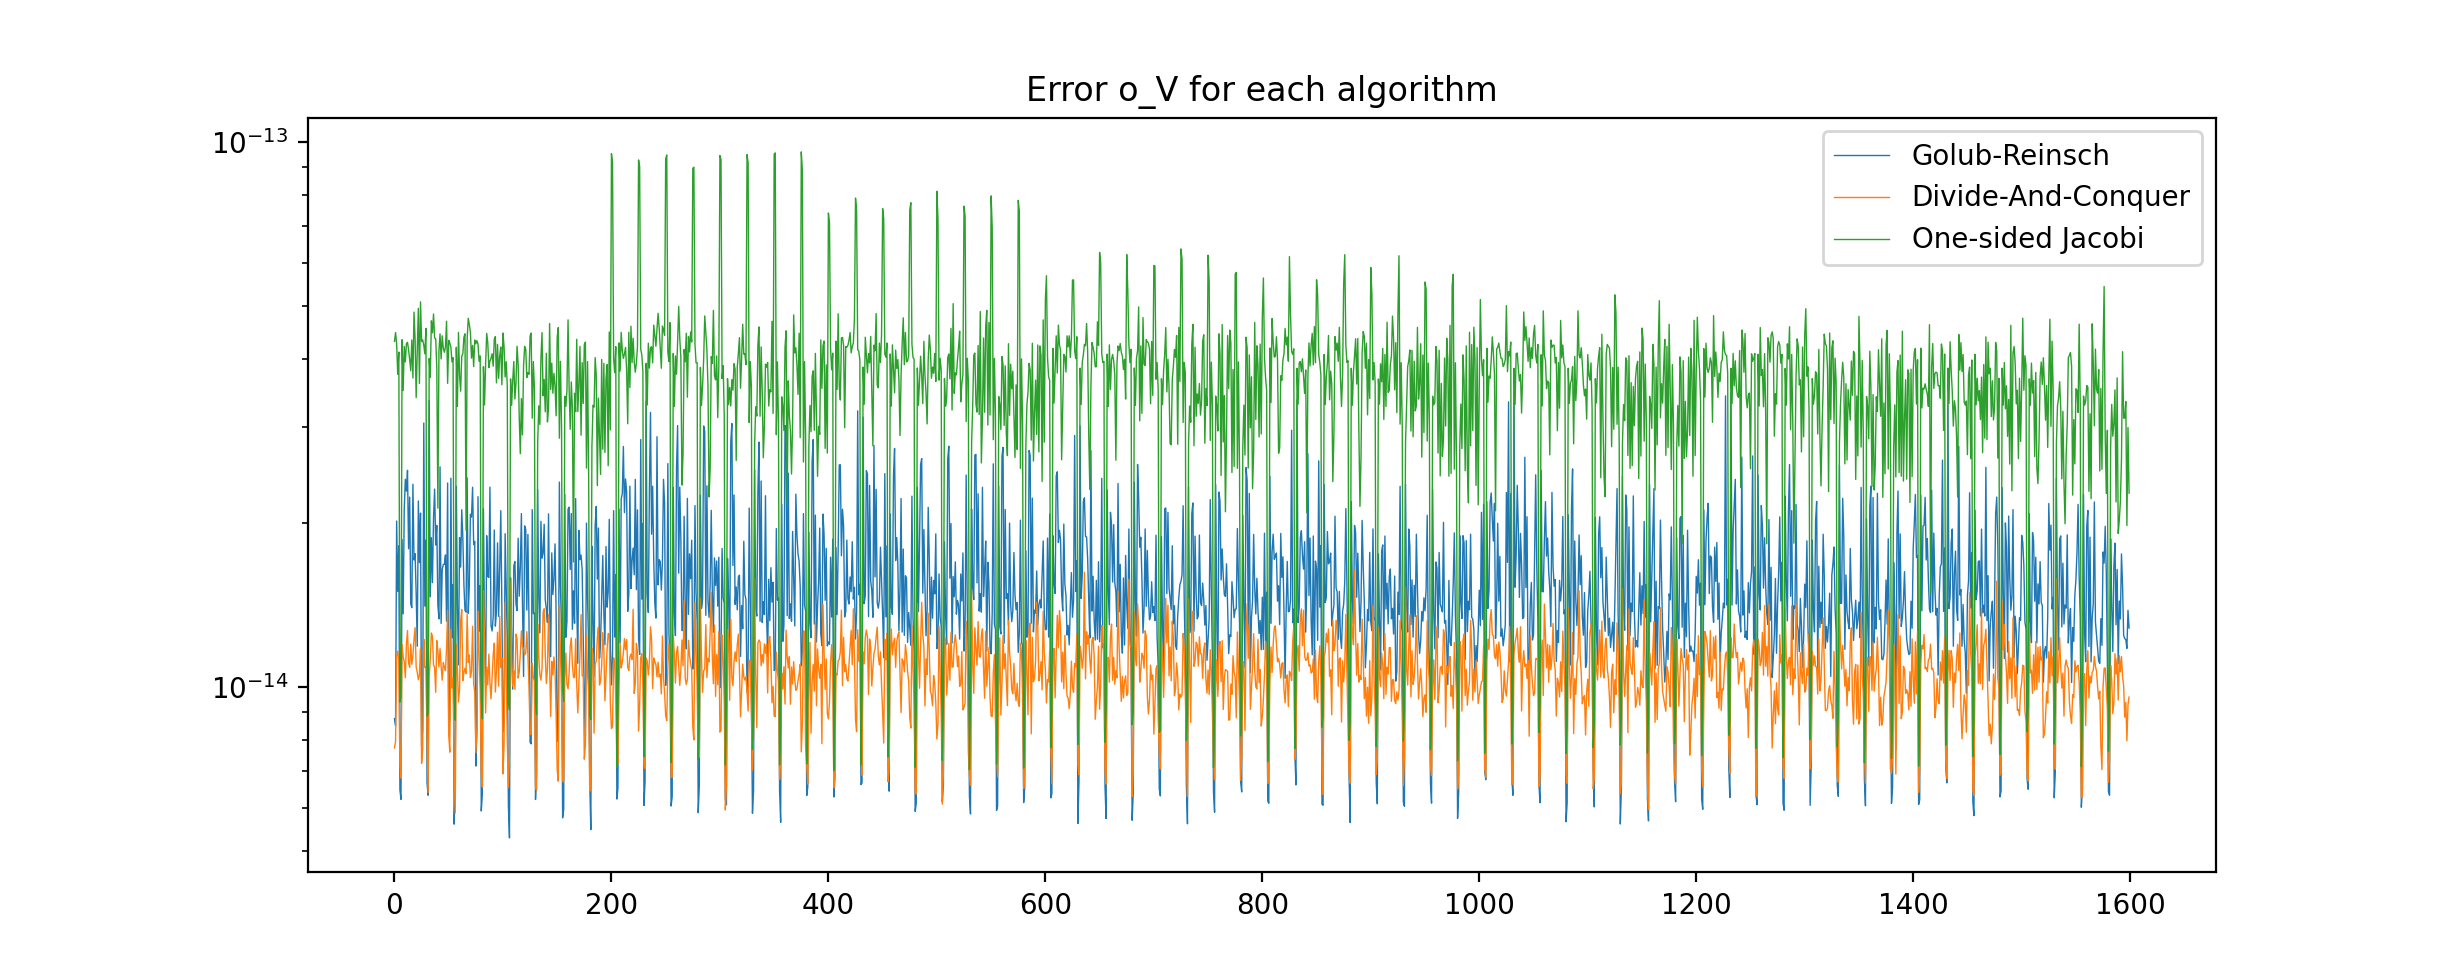 Error o_V for each algorithm
10⁻¹³
10⁻¹⁴
Golub-Reinsch
Divide-And-Conquer
One-sided Jacobi
0 200 400 600 800 1000 1200 1400 1600